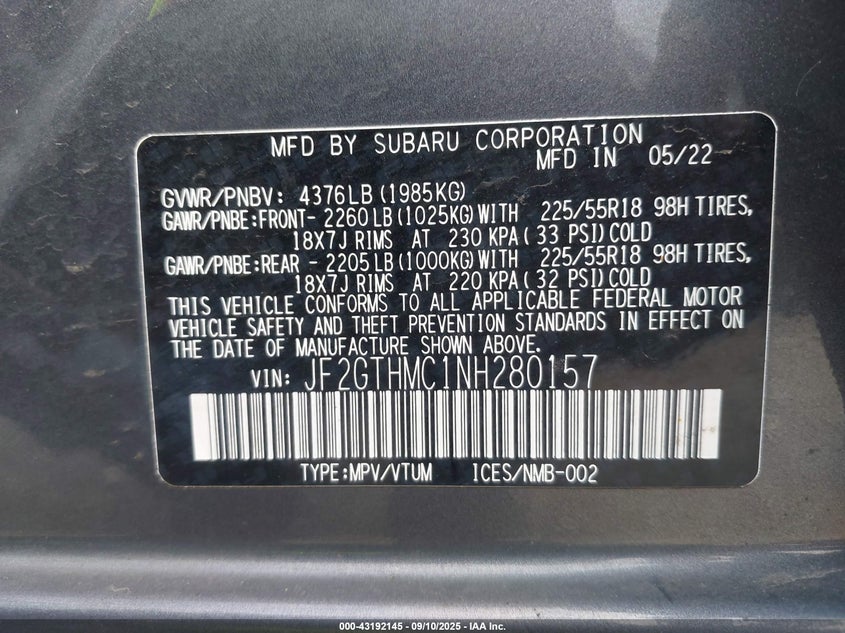 MFD BY SUBARU CORPORATION
MFD IN 05/22
GVWR/PNBV: 4376LB (1985KG)
GAWR/PNBE:FRONT- 2260 LB (1025KG) WITH 225/55R18 98H TIRES,
18X7J RIMS AT 230 KPA ( 33 PSI) COLD
GAWR/PNBE:REAR - 2205 LB (1000KG) WITH 225/55R18 98H TIRES,
18X7J RIMS AT 220 KPA ( 32 PSI) COLD
THIS VEHICLE CONFORMS TO ALL APPLICABLE FEDERAL MOTOR
VEHICLE SAFETY AND THEFT PREVENTION STANDARDS IN EFFECT ON
THE DATE OF MANUFACTURE SHOWN ABOVE.
VIN: JF2GTHMC1NH280157
TYPE:MPV/VTUM ICES/NMB-002
000-43192145 - 09/10/2025 - IAA Inc.